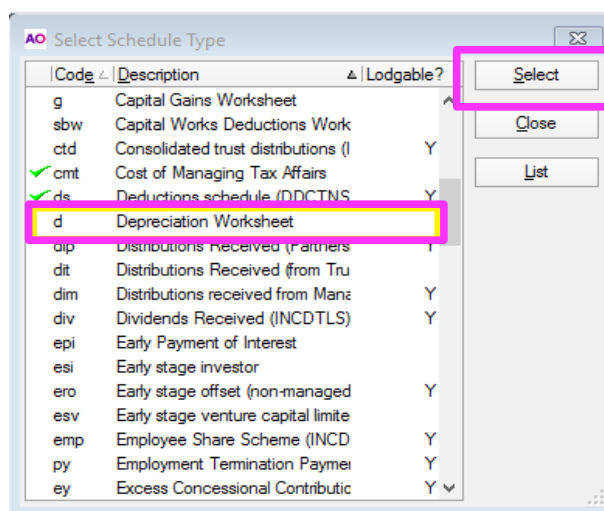 AO Select Schedule Type
Code Description Lodgable?
g Capital Gains Worksheet
sbw Capital Works Deductions Work
ctd Consolidated trust distributions (I Y
cmt Cost of Managing Tax Affairs
ds Deductions schedule (DDCTNS Y
d Depreciation Worksheet
dip Distributions Received (Partners Y
dit Distributions Received (from Tru
dim Distributions received from Mana Y
div Dividends Received (INCDTLS) Y
epi Early Payment of Interest
esi Early stage investor
ero Early stage offset (non-managed Y
esv Early stage venture capital limite
emp Employee Share Scheme (INCD Y
py Employment Termination Paymer Y
ey Excess Concessional Contributic Y
Select
Close
List